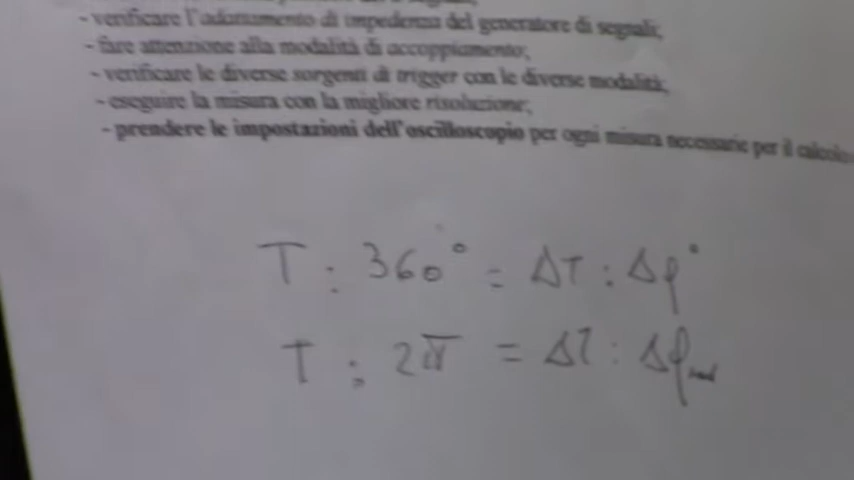 - verificare l'adattamento di impedenza del generatore di segnali;
- fare attenzione alla modalità di accoppiamento;
- verificare le diverse sorgenti di trigger con le diverse modalità;
- eseguire la misura con la migliore risoluzione;
- prendere le impostazioni dell'oscilloscopio per ogni misura necessarie per il calcolo
T : 360° = ΔT : Δφ°
T : 2π = ΔT : Δφrad